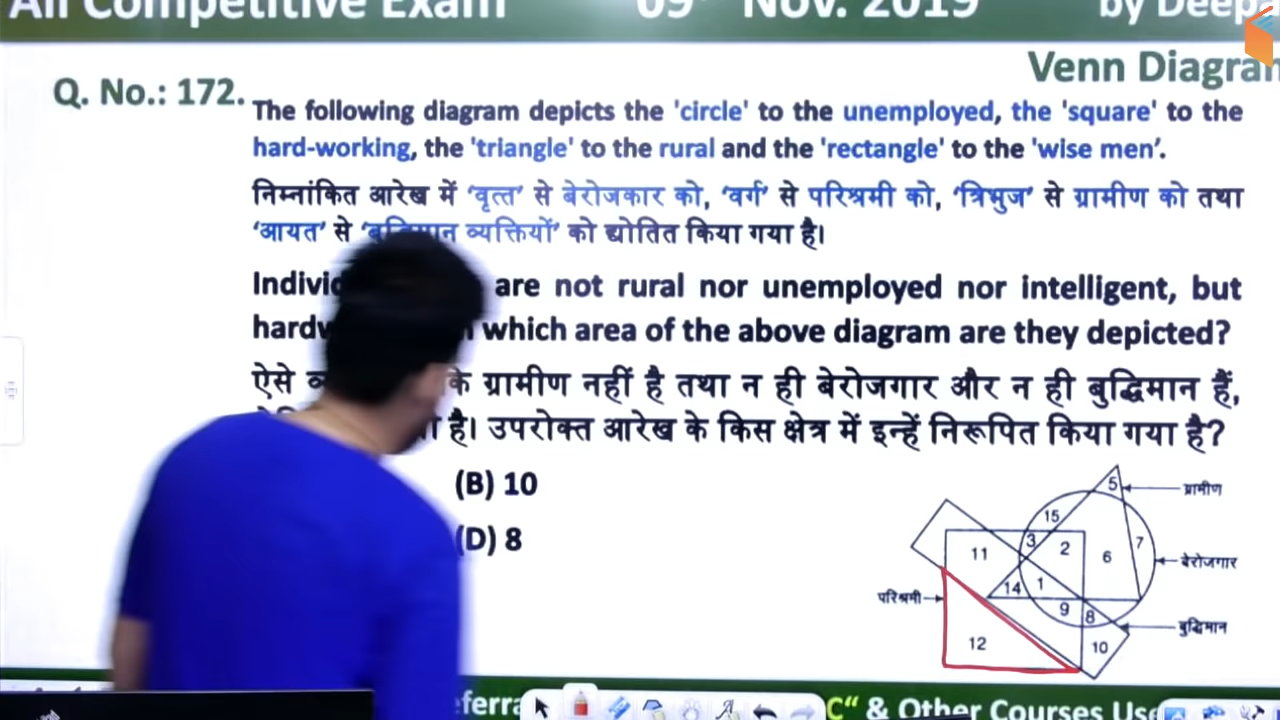 All Competitive Exam 09th Nov. 2019 by Deepa
Venn Diagram
Q. No.: 172.
The following diagram depicts the 'circle' to the unemployed, the 'square' to the
hard-working, the 'triangle' to the rural and the 'rectangle' to the 'wise men'.
निम्नांकित आरेख में 'वृत्त' से बेरोजकार को, 'वर्ग' से परिश्रमी को, 'त्रिभुज' से ग्रामीण को तथा
'आयत' से व्यक्तियों' को द्योतित किया गया है।
are not rural nor unemployed nor intelligent, but
which area of the above diagram are they depicted?
ऐसे के ग्रामीण नहीं है तथा न ही बेरोजगार और न ही बुद्धिमान हैं,
है। उपरोक्त आरेख के किस क्षेत्र में इन्हें निरूपित किया गया है?
(B) 10
(D) 8
5 ग्रामीण
15
3 2 7
11 6 बेरोजगार
14 1
परिश्रमी
9 8 बुद्धिमान
12 10
C" & Other Courses Use